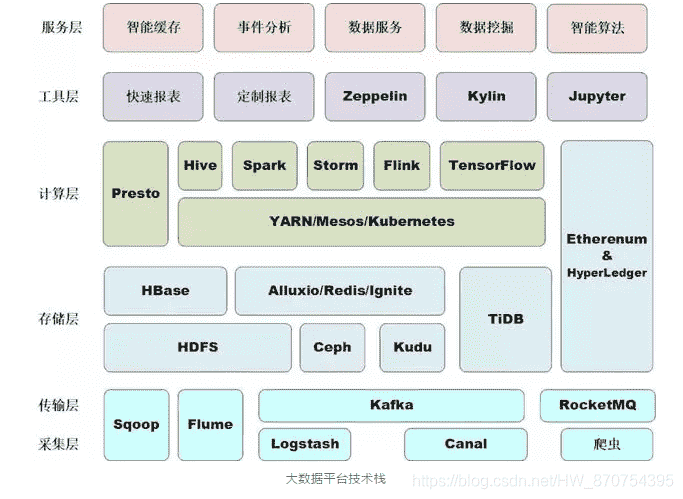 服务层 智能缓存 事件分析 数据服务 数据挖掘 智能算法
工具层 快速报表 定制报表 Zeppelin Kylin Jupyter
计算层 Presto Hive Spark Storm Flink TensorFlow
YARN/Mesos/Kubernetes
Etherenum
&
HyperLedger
存储层 HBase Alluxio/Redis/Ignite TiDB
HDFS Ceph Kudu
传输层 Sqoop Flume Kafka RocketMQ
采集层 Logstash Canal 爬虫
大数据平台技术栈
https://blog.csdn.net/HW_870754395